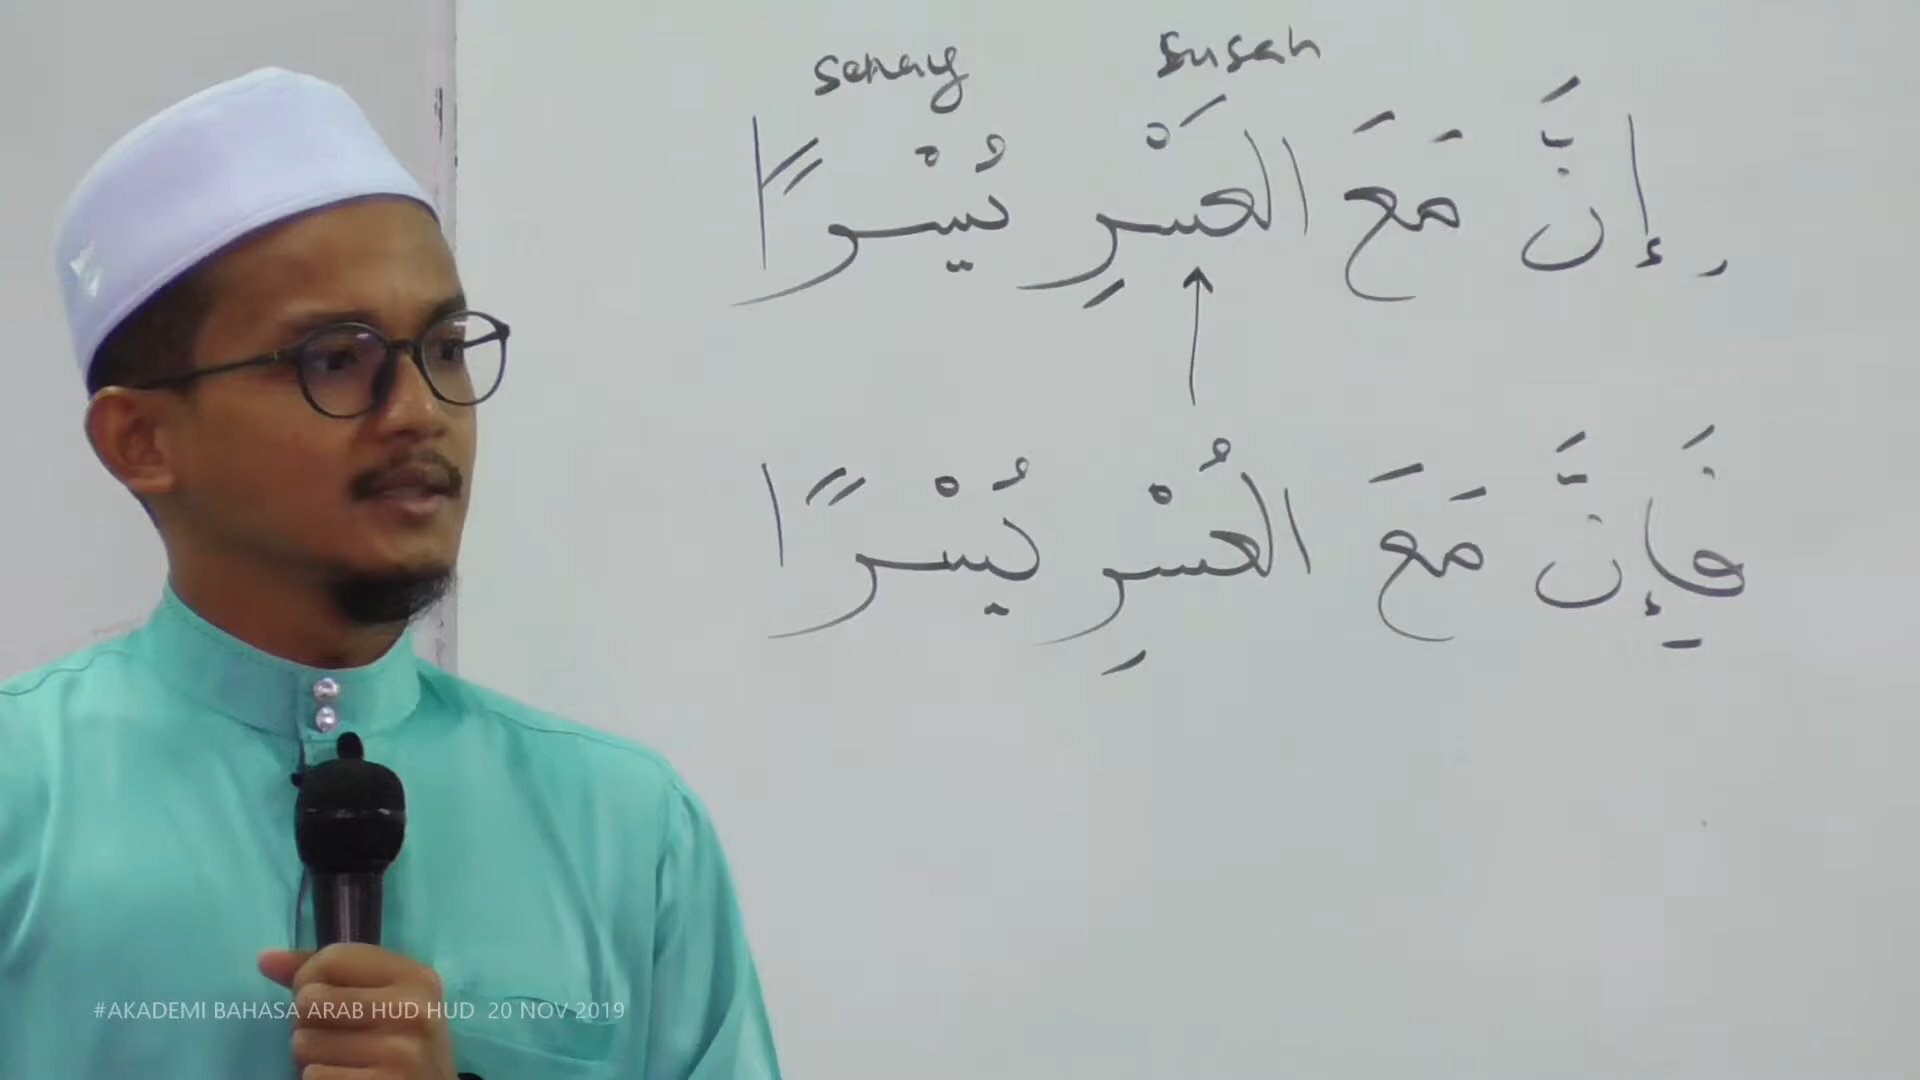 senang susah
إِنَّ مَعَ الْعَسْرِ يُسْرًا
فَإِنَّ مَعَ الْعُسْرِ يُسْرًا
#AKADEMI BAHASA ARAB HUD HUD 20 NOV 2019